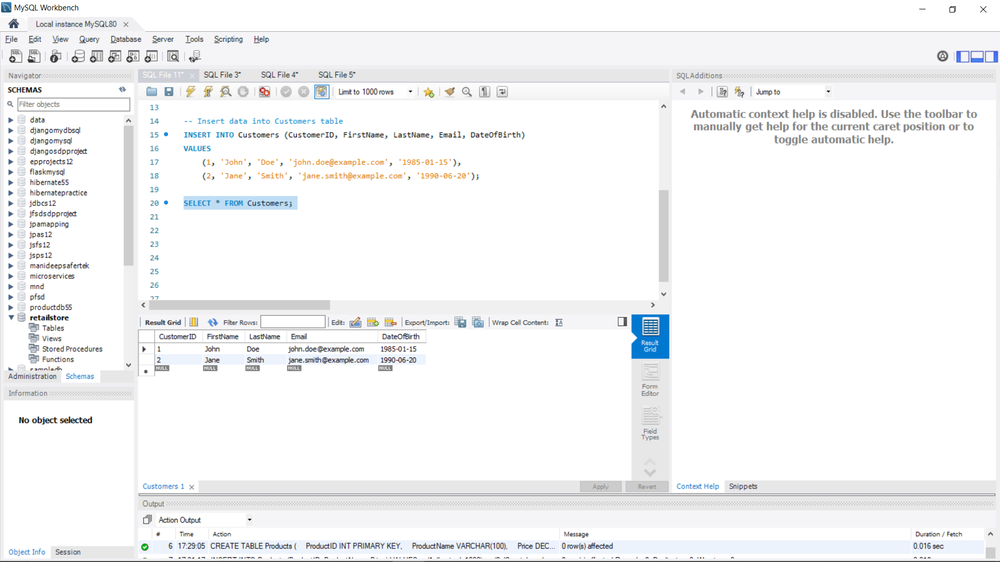 MySQL Workbench
Local instance MySQL80
File Edit View Query Database Server Tools Scripting Help
Navigator
SCHEMAS
Filter objects
data
djangomydbsql
djangomysql
djangosdpproject
epprojects12
flaskmysql
hibernate55
hibernatepractice
jdbcs12
jfsdsdpproject
jpamapping
jpas12
jsfs12
jsps12
manideepsafertek
microservices
mnd
pfsd
productdb55
retailstore
Tables
Views
Stored Procedures
Functions
sampledb
Administration Schemas
Information
No object selected
Object Info Session
SQL File 11* SQL File 3* SQL File 4* SQL File 5*
Limit to 1000 rows
13
14 -- Insert data into Customers table
15 INSERT INTO Customers (CustomerID, FirstName, LastName, Email, DateOfBirth)
16 VALUES
17 (1, 'John', 'Doe', 'john.doe@example.com', '1985-01-15'),
18 (2, 'Jane', 'Smith', 'jane.smith@example.com', '1990-06-20');
19
20 SELECT * FROM Customers;
21
22
23
24
25
26
27
Result Grid Filter Rows: Edit: Export/Import: Wrap Cell Content:
CustomerID FirstName LastName Email DateOfBirth
1 John Doe john.doe@example.com 1985-01-15
2 Jane Smith jane.smith@example.com 1990-06-20
NULL NULL NULL NULL NULL
Result
Grid
Form
Editor
Field
Types
Customers 1
Apply Revert
SQLAdditions
Jump to
Automatic context help is disabled. Use the toolbar to
manually get help for the current caret position or to
toggle automatic help.
Context Help Snippets
Output
Action Output
# Time Action Message Duration / Fetch
6 17:29:05 CREATE TABLE Products ( ProductID INT PRIMARY KEY, ProductName VARCHAR(100), Price DEC... 0 row(s) affected 0.016 sec